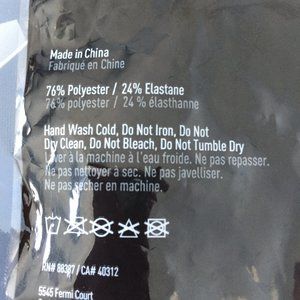 Made in China
Fabriqué en Chine
76% Polyester / 24% Elastane
76% polyester / 24 % élasthanne
Hand Wash Cold, Do Not Iron, Do Not
Dry Clean, Do Not Bleach, Do Not Tumble Dry
Laver à la machine à l'eau froide. Ne pas repasser.
Ne pas nettoyer à sec. Ne pas javelliser.
Ne pas sécher en machine.
RN# 88387 / CA# 40312
5545 Fermi Court